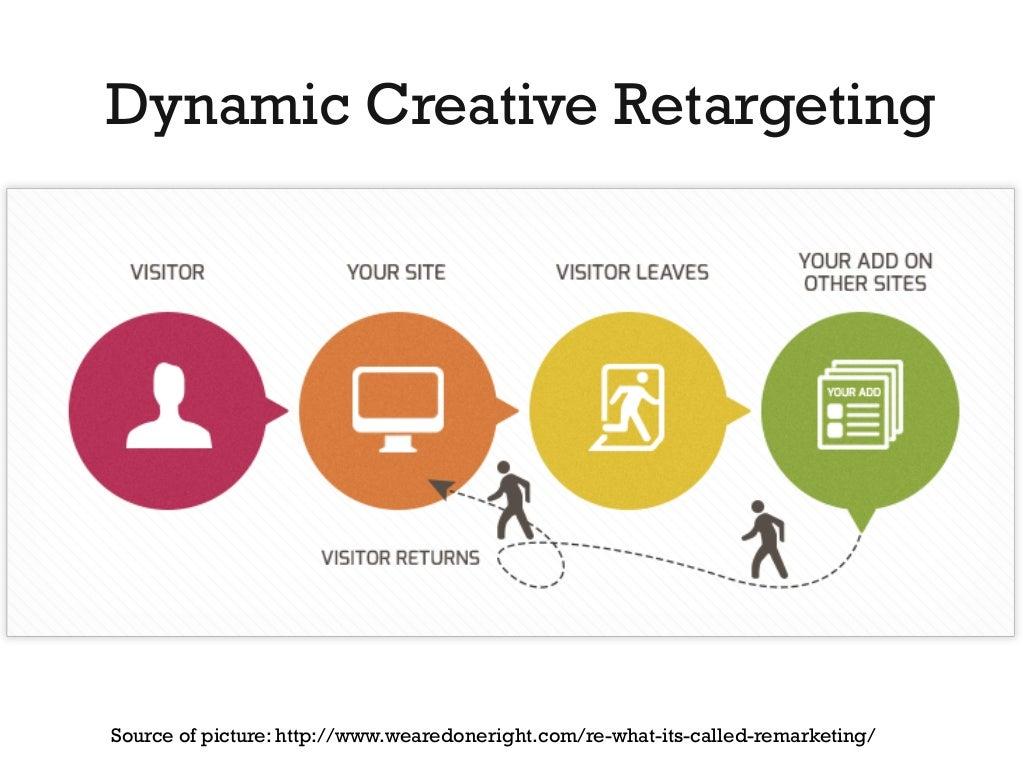 Dynamic Creative Retargeting
VISITOR
YOUR SITE
VISITOR LEAVES
YOUR ADD ON
OTHER SITES
YOUR ADD
VISITOR RETURNS
Source of picture: http://www.wearedoneright.com/re-what-its-called-remarketing/